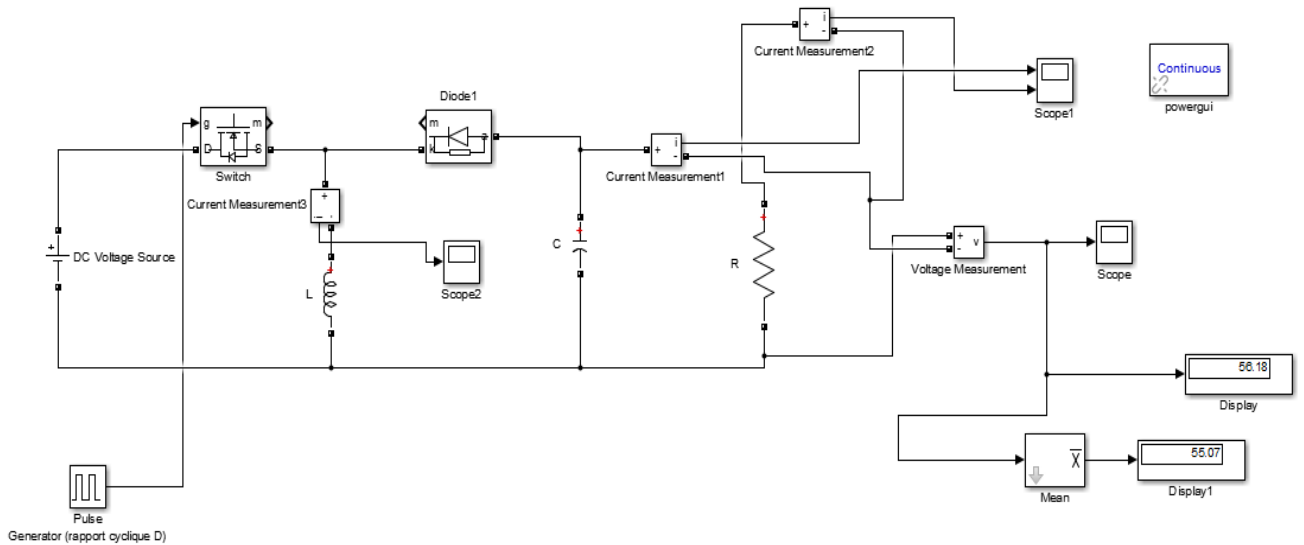 i
+
-
Current Measurement2
Continuous
powergui
Scope1
Diode1
g
m
D
S
Switch
m
a
k
i
+
-
Current Measurement1
+
Current Measurement3
-
+
DC Voltage Source
C
+
Scope2
L
+
R
+
+
-
v
Voltage Measurement
Scope
56.18
Display
X
Mean
55.07
Display1
Pulse
Generator (rapport cyclique D)